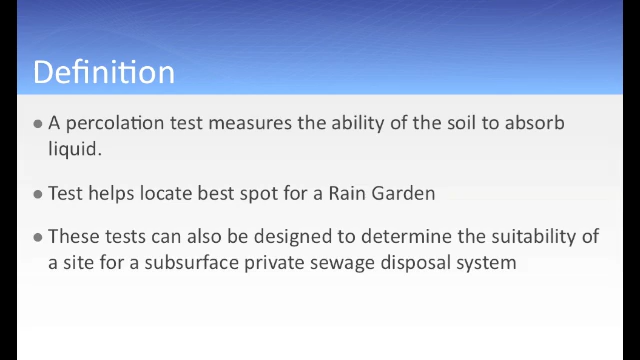 Definition
● A percolation test measures the ability of the soil to absorb
liquid.
● Test helps locate best spot for a Rain Garden
● These tests can also be designed to determine the suitability of
a site for a subsurface private sewage disposal system